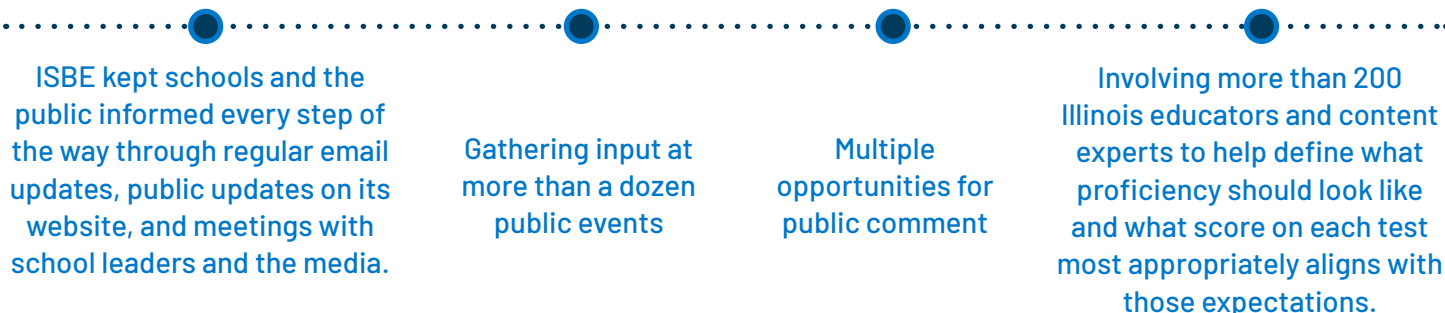 ISBE kept schools and the
public informed every step of
the way through regular email
updates, public updates on its
website, and meetings with
school leaders and the media.
Gathering input at
more than a dozen
public events
Multiple
opportunities for
public comment
Involving more than 200
Illinois educators and content
experts to help define what
proficiency should look like
and what score on each test
most appropriately aligns with
those expectations.